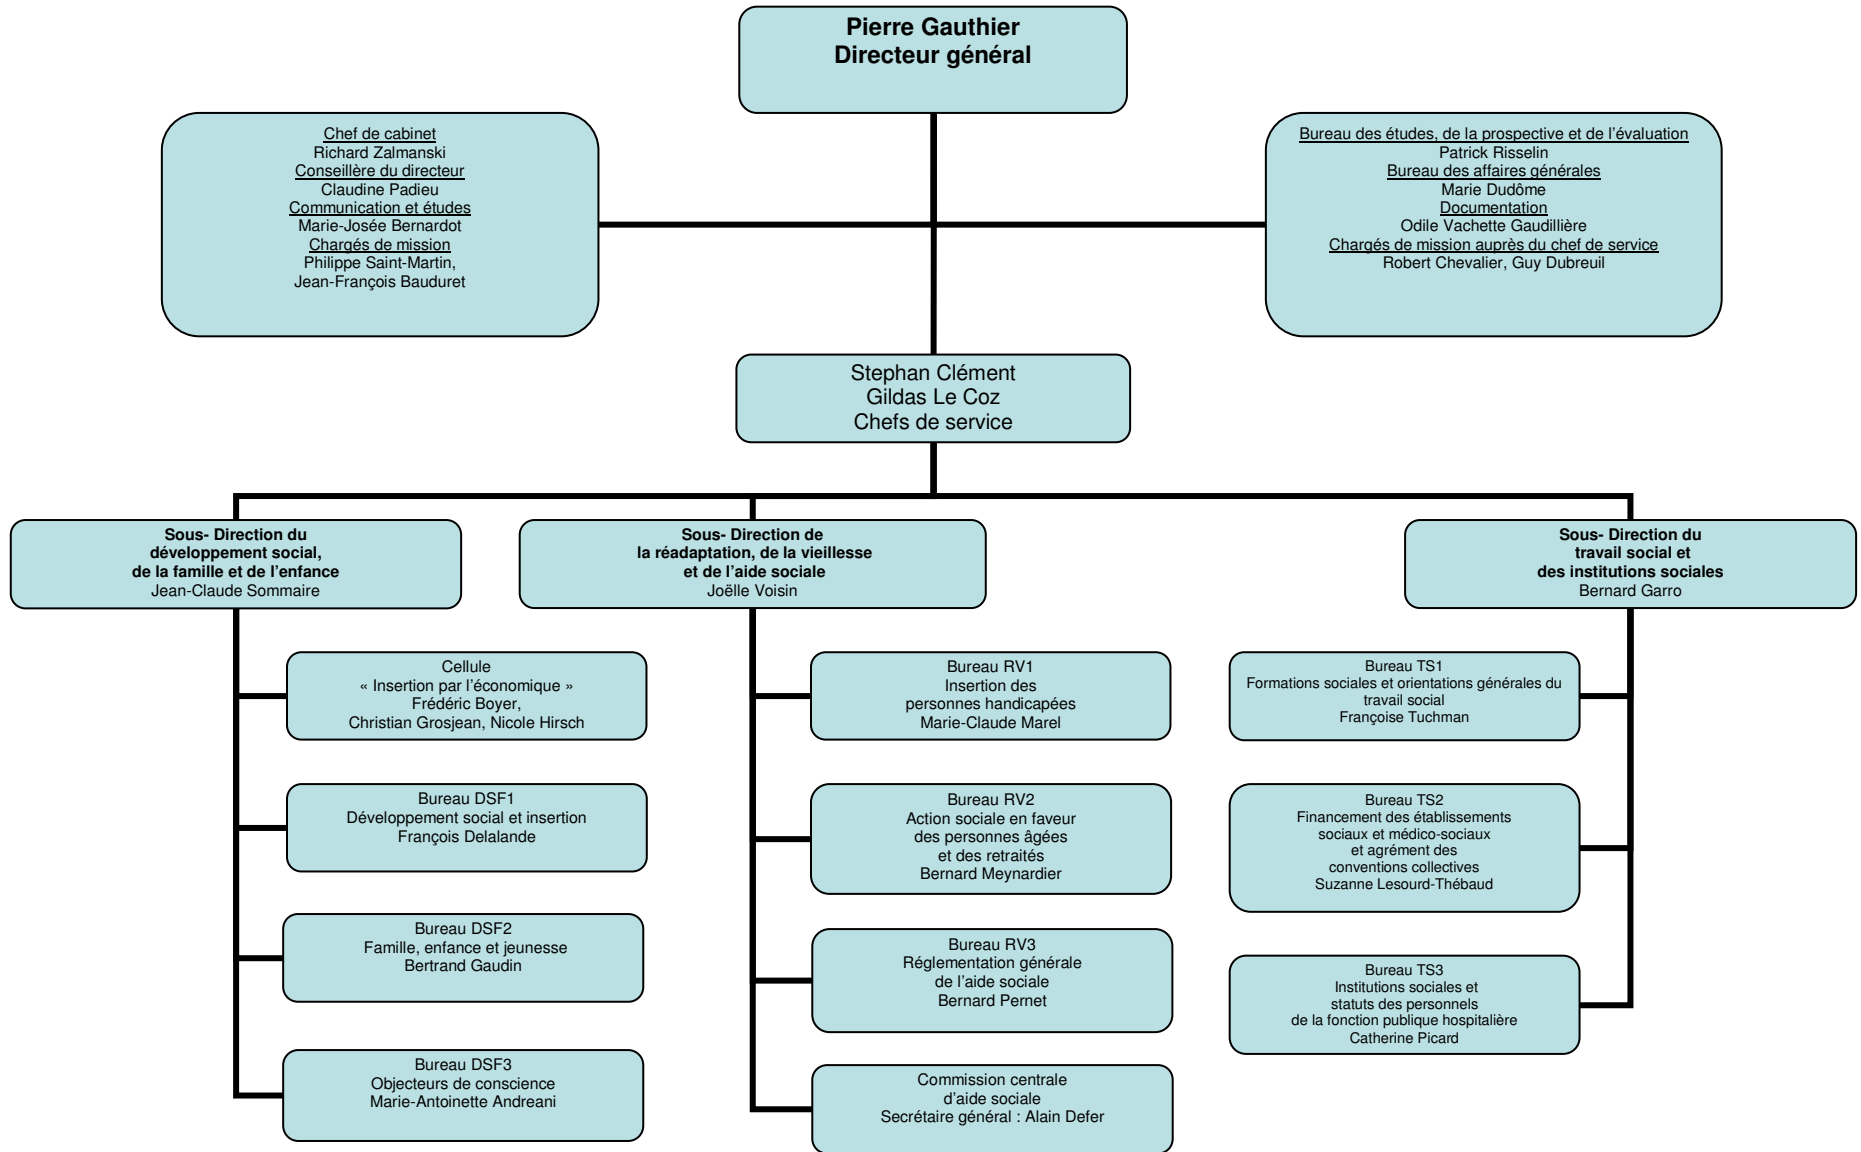 Pierre Gauthier
Directeur général
Chef de cabinet
Richard Zalmanski
Conseillère du directeur
Claudine Padieu
Communication et études
Marie-Josée Bernardot
Chargés de mission
Philippe Saint-Martin,
Jean-François Bauduret
Bureau des études, de la prospective et de l'évaluation
Patrick Risselin
Bureau des affaires générales
Marie Dudôme
Documentation
Odile Vachette Gaudillière
Chargés de mission auprès du chef de service
Robert Chevalier, Guy Dubreuil
Stephan Clément
Gildas Le Coz
Chefs de service
Sous- Direction du
développement social,
de la famille et de l'enfance
Jean-Claude Sommaire
Sous- Direction de
la réadaptation, de la vieillesse
et de l'aide sociale
Joëlle Voisin
Sous- Direction du
travail social et
des institutions sociales
Bernard Garro
Cellule
« Insertion par l'économique »
Frédéric Boyer,
Christian Grosjean, Nicole Hirsch
Bureau DSF1
Développement social et insertion
François Delalande
Bureau DSF2
Famille, enfance et jeunesse
Bertrand Gaudin
Bureau DSF3
Objecteurs de conscience
Marie-Antoinette Andreani
Bureau RV1
Insertion des
personnes handicapées
Marie-Claude Marel
Bureau RV2
Action sociale en faveur
des personnes âgées
et des retraités
Bernard Meynardier
Bureau RV3
Réglementation générale
de l'aide sociale
Bernard Pernet
Commission centrale
d'aide sociale
Secrétaire général : Alain Defer
Bureau TS1
Formations sociales et orientations générales du
travail social
Françoise Tuchman
Bureau TS2
Financement des établissements
sociaux et médico-sociaux
et agrément des
conventions collectives
Suzanne Lesourd-Thébaud
Bureau TS3
Institutions sociales et
statuts des personnels
de la fonction publique hospitalière
Catherine Picard